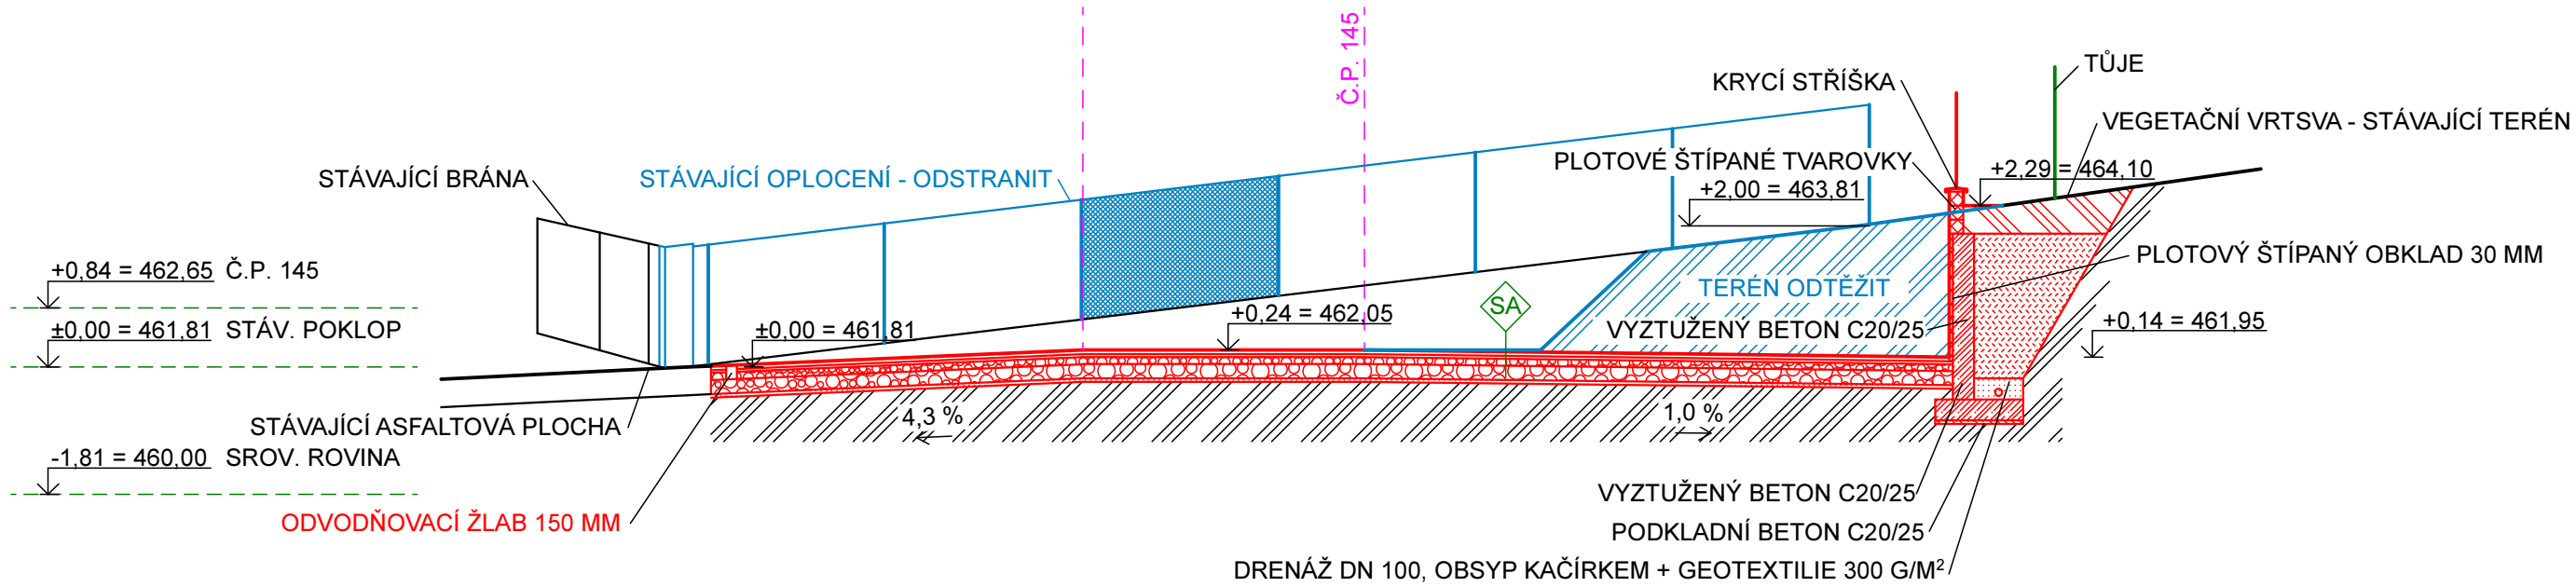 Č.P. 145
TŮJE
KRYCÍ STŘÍŠKA
VEGETAČNÍ VRTSVA - STÁVAJÍCÍ TERÉN
PLOTOVÉ ŠTÍPANÉ TVAROVKY
+2,29 = 464,10
STÁVAJÍCÍ BRÁNA
STÁVAJÍCÍ OPLOCENÍ - ODSTRANIT
+2,00 = 463,81
PLOTOVÝ ŠTÍPANÝ OBKLAD 30 MM
+0,84 = 462,65 Č.P. 145
TERÉN ODTĚŽIT
SA
+0,24 = 462,05
+0,14 = 461,95
±0,00 = 461,81 STÁV. POKLOP
±0,00 = 461,81
VYZTUŽENÝ BETON C20/25
4,3 %
1,0 %
STÁVAJÍCÍ ASFALTOVÁ PLOCHA
-1,81 = 460,00 SROV. ROVINA
VYZTUŽENÝ BETON C20/25
ODVODŇOVACÍ ŽLAB 150 MM
PODKLADNÍ BETON C20/25
DRENÁŽ DN 100, OBSYP KAČÍRKEM + GEOTEXTILIE 300 G/M²